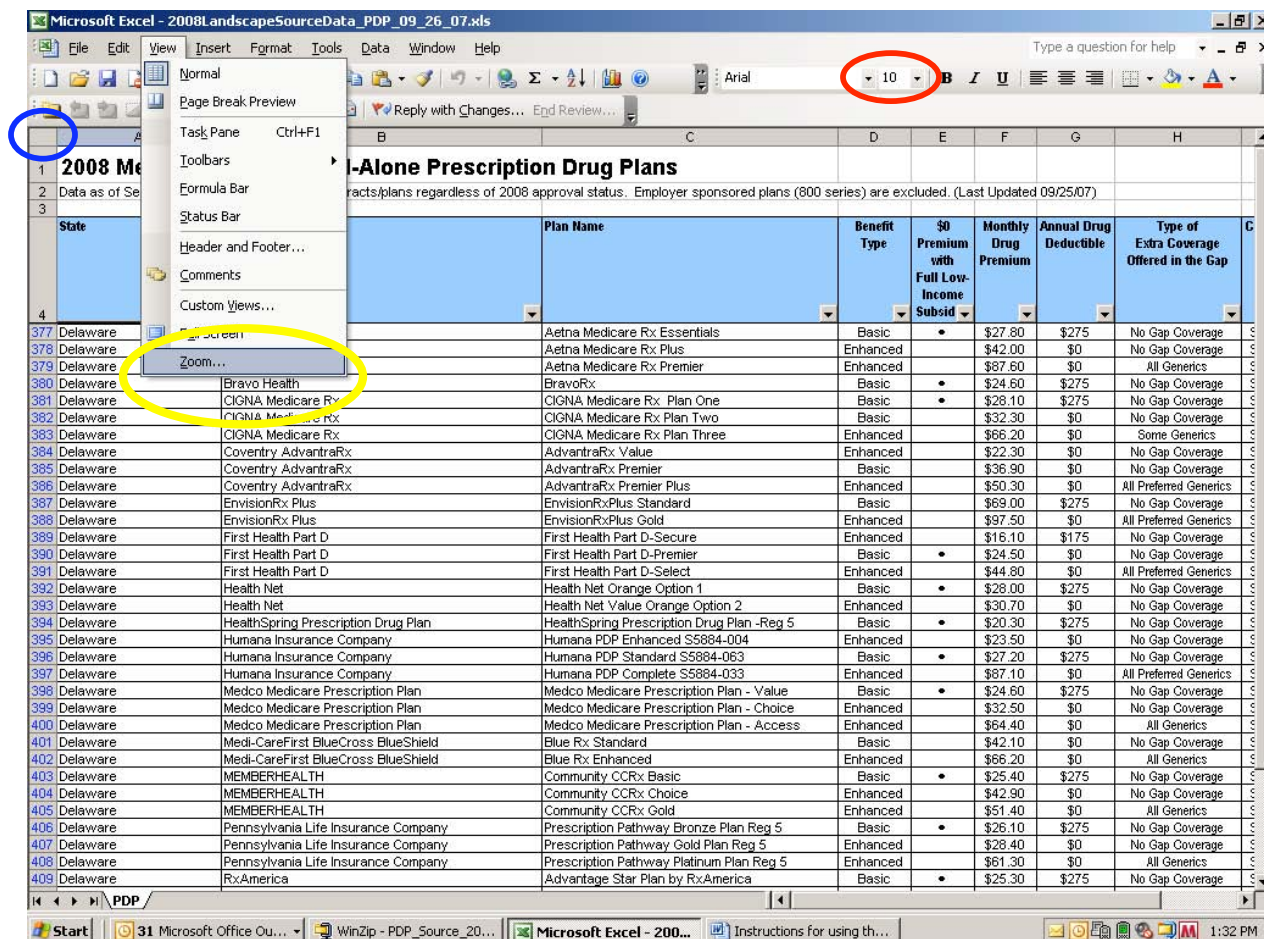 Microsoft Excel - 2008LandscapeSourceData_PDP_09_26_07.xls
File Edit View Insert Format Tools Data Window Help Type a question for help
Normal Arial 10 B I U
Page Break Preview Reply with Changes... End Review...
Task Pane Ctrl+F1
Toolbars
Formula Bar
Status Bar
Header and Footer...
Comments
Custom Views...
Full Screen
Zoom...
A B C D E F G H
1 2008 Me l-Alone Prescription Drug Plans
2 Data as of Se racts/plans regardless of 2008 approval status. Employer sponsored plans (800 series) are excluded. (Last Updated 09/25/07)
3
4 State Plan Name Benefit Type $0 Premium with Full Low-Income Subsid Monthly Drug Premium Annual Drug Deductible Type of Extra Coverage Offered in the Gap C
377 Delaware Aetna Medicare Rx Essentials Basic • $27.80 $275 No Gap Coverage S
378 Delaware Aetna Medicare Rx Plus Enhanced $42.00 $0 No Gap Coverage S
379 Delaware Aetna Medicare Rx Premier Enhanced $87.60 $0 All Generics S
380 Delaware Bravo Health BravoRx Basic • $24.60 $275 No Gap Coverage S
381 Delaware CIGNA Medicare Rx CIGNA Medicare Rx Plan One Basic • $28.10 $275 No Gap Coverage S
382 Delaware CIGNA Medicare Rx CIGNA Medicare Rx Plan Two Basic $32.30 $0 No Gap Coverage S
383 Delaware CIGNA Medicare Rx CIGNA Medicare Rx Plan Three Enhanced $66.20 $0 Some Generics S
384 Delaware Coventry AdvantraRx AdvantraRx Value Enhanced $22.30 $0 No Gap Coverage S
385 Delaware Coventry AdvantraRx AdvantraRx Premier Basic $36.90 $0 No Gap Coverage S
386 Delaware Coventry AdvantraRx AdvantraRx Premier Plus Enhanced $50.30 $0 All Preferred Generics S
387 Delaware EnvisionRx Plus EnvisionRxPlus Standard Basic $69.00 $275 No Gap Coverage S
388 Delaware EnvisionRx Plus EnvisionRxPlus Gold Enhanced $97.50 $0 All Preferred Generics S
389 Delaware First Health Part D First Health Part D-Secure Enhanced $16.10 $175 No Gap Coverage S
390 Delaware First Health Part D First Health Part D-Premier Basic • $24.50 $0 No Gap Coverage S
391 Delaware First Health Part D First Health Part D-Select Enhanced $44.80 $0 All Preferred Generics S
392 Delaware Health Net Health Net Orange Option 1 Basic • $28.00 $275 No Gap Coverage S
393 Delaware Health Net Health Net Value Orange Option 2 Enhanced $30.70 $0 No Gap Coverage S
394 Delaware HealthSpring Prescription Drug Plan HealthSpring Prescription Drug Plan -Reg 5 Basic • $20.30 $275 No Gap Coverage S
395 Delaware Humana Insurance Company Humana PDP Enhanced S5884-004 Enhanced $23.50 $0 No Gap Coverage S
396 Delaware Humana Insurance Company Humana PDP Standard S5884-063 Basic • $27.20 $275 No Gap Coverage S
397 Delaware Humana Insurance Company Humana PDP Complete S5884-033 Enhanced $87.10 $0 All Preferred Generics S
398 Delaware Medco Medicare Prescription Plan Medco Medicare Prescription Plan - Value Basic • $24.60 $275 No Gap Coverage S
399 Delaware Medco Medicare Prescription Plan Medco Medicare Prescription Plan - Choice Enhanced $32.50 $0 No Gap Coverage S
400 Delaware Medco Medicare Prescription Plan Medco Medicare Prescription Plan - Access Enhanced $64.40 $0 All Generics S
401 Delaware Medi-CareFirst BlueCross BlueShield Blue Rx Standard Basic $42.10 $0 No Gap Coverage S
402 Delaware Medi-CareFirst BlueCross BlueShield Blue Rx Enhanced Enhanced $66.20 $0 All Generics S
403 Delaware MEMBERHEALTH Community CCRx Basic Basic • $25.40 $275 No Gap Coverage S
404 Delaware MEMBERHEALTH Community CCRx Choice Enhanced $42.90 $0 No Gap Coverage S
405 Delaware MEMBERHEALTH Community CCRx Gold Enhanced $51.40 $0 All Generics S
406 Delaware Pennsylvania Life Insurance Company Prescription Pathway Bronze Plan Reg 5 Basic • $26.10 $275 No Gap Coverage S
407 Delaware Pennsylvania Life Insurance Company Prescription Pathway Gold Plan Reg 5 Enhanced $28.40 $0 No Gap Coverage S
408 Delaware Pennsylvania Life Insurance Company Prescription Pathway Platinum Plan Reg 5 Enhanced $61.30 $0 All Generics S
409 Delaware RxAmerica Advantage Star Plan by RxAmerica Basic • $25.30 $275 No Gap Coverage S
PDP
Start 31 Microsoft Office Ou... WinZip - PDP_Source_20... Microsoft Excel - 200... Instructions for using th... 1:32 PM